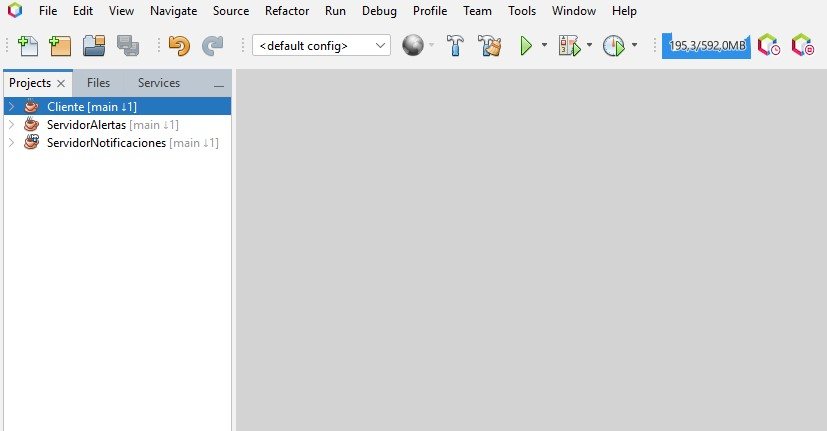 File Edit View Navigate Source Refactor Run Debug Profile Team Tools Window Help
<default config> 195,3/592,0MB
Projects Files Services
Cliente [main ↓1]
ServidorAlertas [main ↓1]
ServidorNotificaciones [main ↓1]